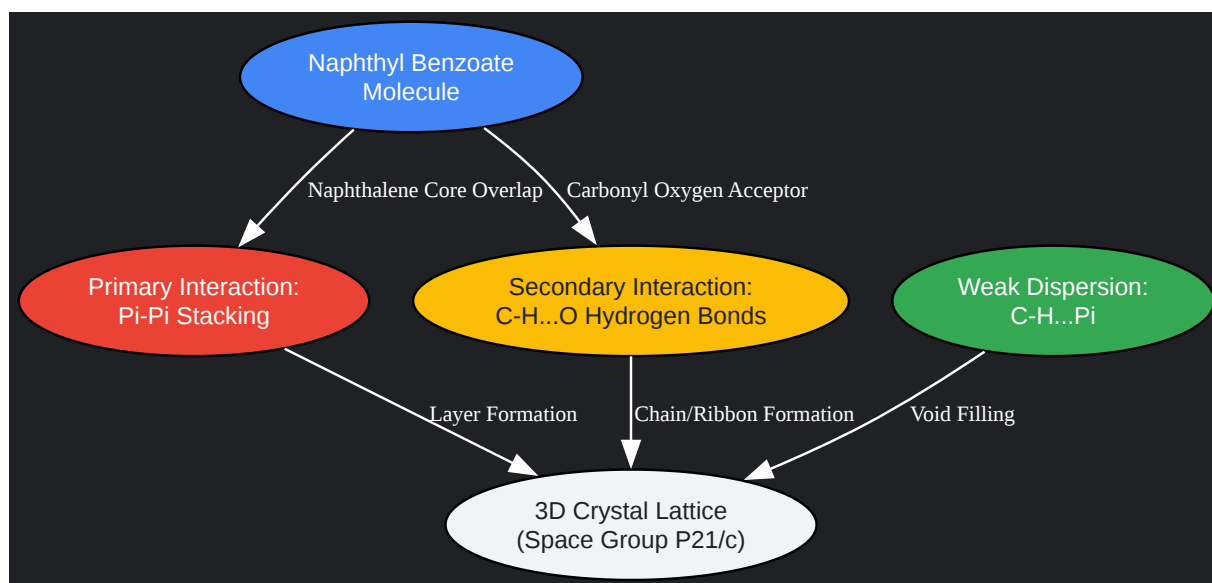 Naphthyl Benzoate
Molecule
Naphthalene Core Overlap
Carbonyl Oxygen Acceptor
Primary Interaction:
Pi-Pi Stacking
Secondary Interaction:
C-H...O Hydrogen Bonds
Weak Dispersion:
C-H...Pi
Layer Formation
Chain/Ribbon Formation
Void Filling
3D Crystal Lattice
(Space Group P21/c)